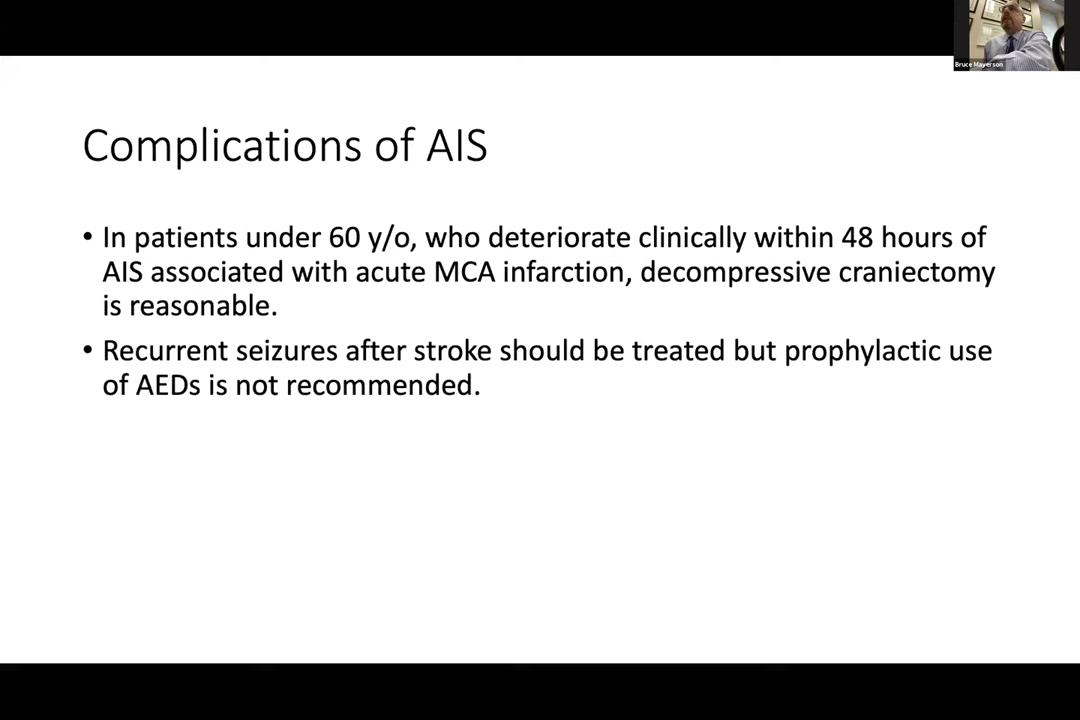 Bruce Mayerson
Complications of AIS
• In patients under 60 y/o, who deteriorate clinically within 48 hours of
AIS associated with acute MCA infarction, decompressive craniectomy
is reasonable.
• Recurrent seizures after stroke should be treated but prophylactic use
of AEDs is not recommended.